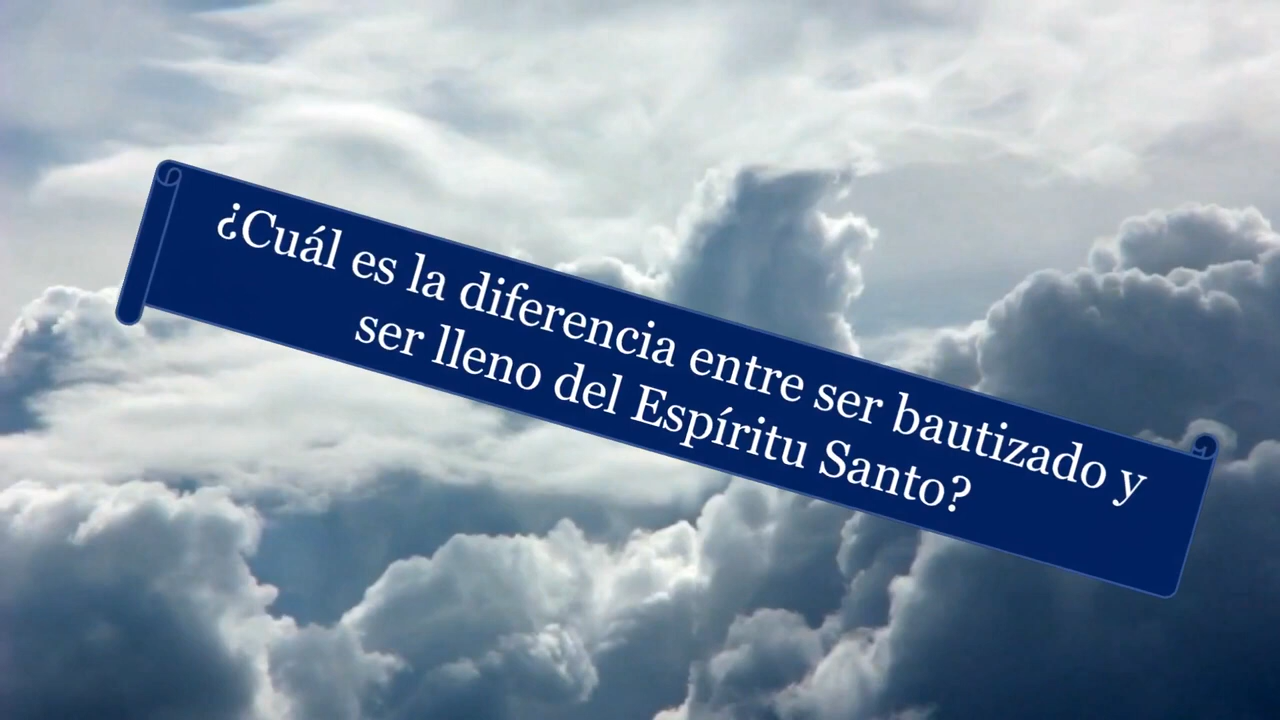 ¿Cuál es la diferencia entre ser bautizado y
ser lleno del Espíritu Santo?